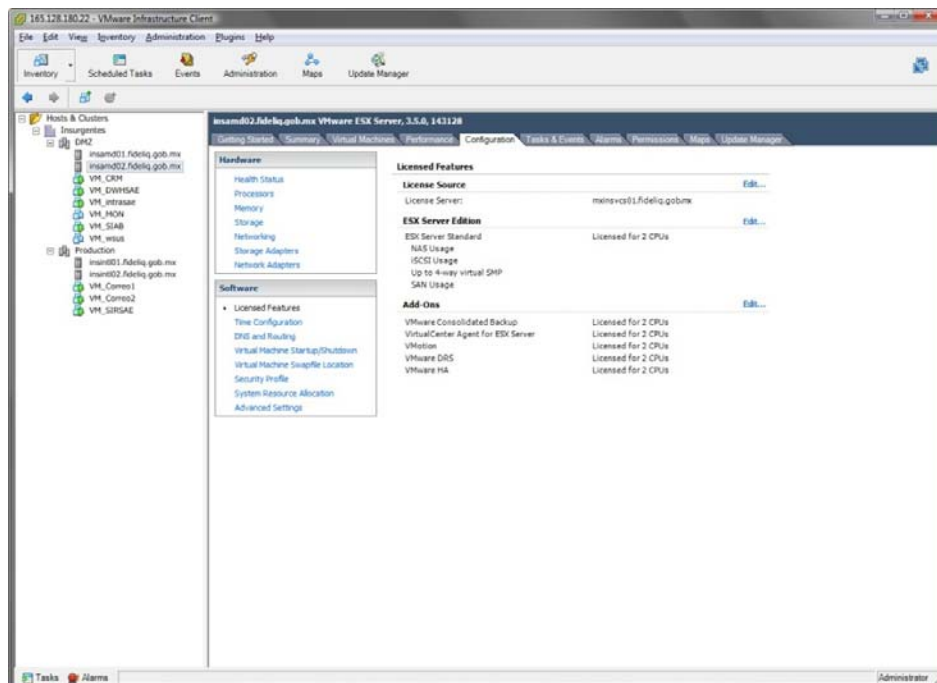 165.128.180.22 - VMware Infrastructure Client
File Edit View Inventory Administration Plugins Help
Inventory Scheduled Tasks Events Administration Maps Update Manager
Hosts & Clusters
Insurgentes
DMZ
insamd01.fideliq.gob.mx
insamd02.fideliq.gob.mx
VM_CRM
VM_DWHSAE
VM_intrasae
VM_MON
VM_SIAB
VM_wsus
Production
insintl01.fideliq.gob.mx
insintl02.fideliq.gob.mx
VM_Correo1
VM_Correo2
VM_SIRSAE
insamd02.fideliq.gob.mx VMware ESX Server, 3.5.0, 143128
Getting Started Summary Virtual Machines Performance Configuration Tasks & Events Alarms Permissions Maps Update Manager
Hardware
Health Status
Processors
Memory
Storage
Networking
Storage Adapters
Network Adapters
Software
Licensed Features
Time Configuration
DNS and Routing
Virtual Machine Startup/Shutdown
Virtual Machine Swapfile Location
Security Profile
System Resource Allocation
Advanced Settings
Licensed Features
License Source Edit...
License Server: mxinsvcs01.fideliq.gob.mx
ESX Server Edition Edit...
ESX Server Standard Licensed for 2 CPUs
NAS Usage
iSCSI Usage
Up to 4-way virtual SMP
SAN Usage
Add-Ons Edit...
VMware Consolidated Backup Licensed for 2 CPUs
VirtualCenter Agent for ESX Server Licensed for 2 CPUs
VMotion Licensed for 2 CPUs
VMware DRS Licensed for 2 CPUs
VMware HA Licensed for 2 CPUs
Tasks Alarms Administrator